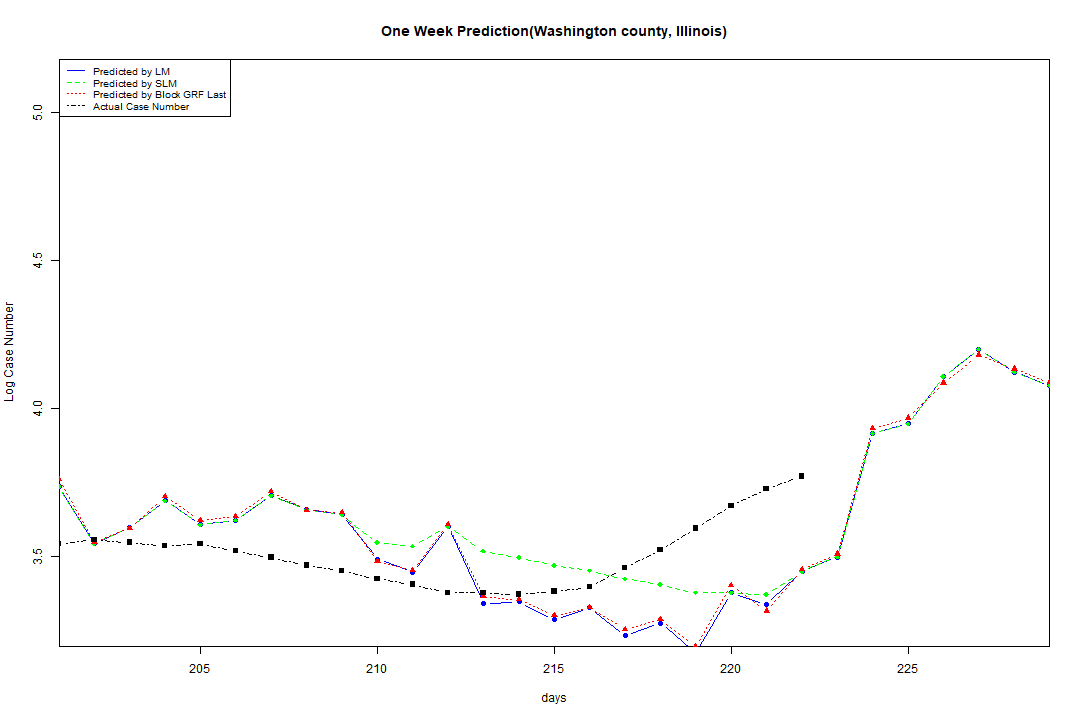 One Week Prediction(Washington county, Illinois)
Predicted by LM
Predicted by SLM
Predicted by Block GRF Last
Actual Case Number
5.0
4.5
4.0
3.5
Log Case Number
205 210 215 220 225
days